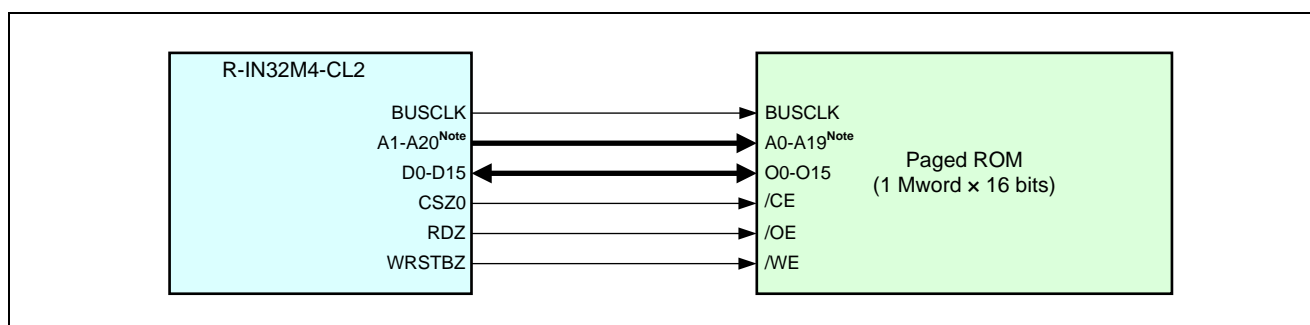 R-IN32M4-CL2
BUSCLK
A1-A20Note
D0-D15
CSZ0
RDZ
WRSTBZ
BUSCLK
A0-A19Note
O0-O15
/CE
/OE
/WE
Paged ROM
(1 Mword × 16 bits)